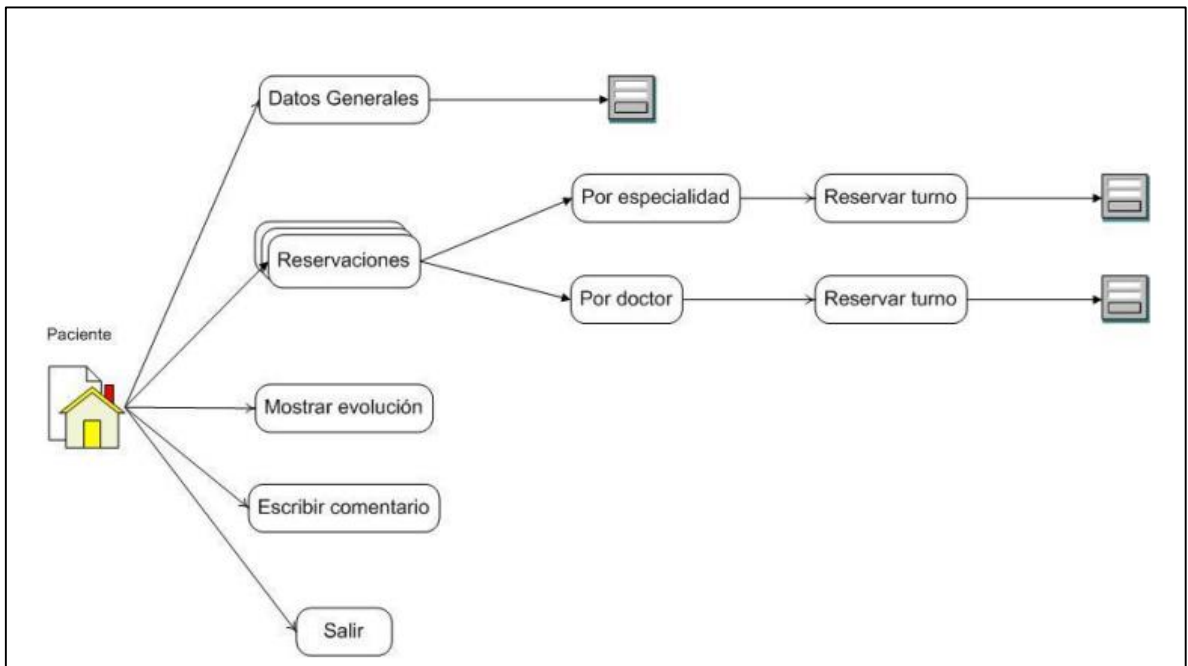 Datos Generales
Por especialidad
Reservar turno
Reservaciones
Por doctor
Reservar turno
Paciente
Mostrar evolución
Escribir comentario
Salir